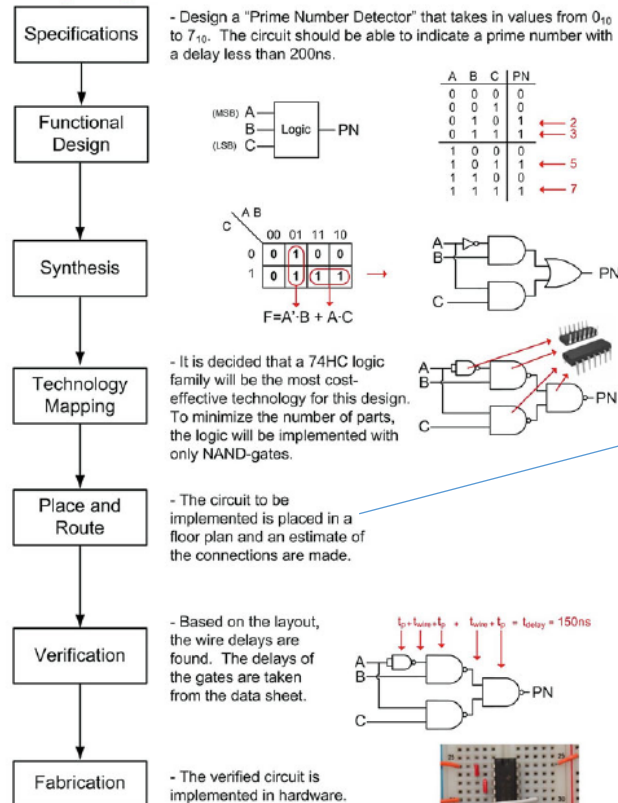 Specifications
- Design a “Prime Number Detector” that takes in values from 0₁₀
to 7₁₀. The circuit should be able to indicate a prime number with
a delay less than 200ns.
Functional
Design
(MSB) A
B
(LSB) C
Logic
PN
A B C PN
0 0 0 0
0 0 1 0
0 1 0 1 2
0 1 1 1 3
1 0 0 0
1 0 1 1 5
1 1 0 0
1 1 1 1 7
Synthesis
A B
C
00 01 11 10
0 0 1 0 0
1 0 1 1 1
F=A'·B + A·C
A
B
C
PN
Technology
Mapping
- It is decided that a 74HC logic
family will be the most cost-
effective technology for this design.
To minimize the number of parts,
the logic will be implemented with
only NAND-gates.
A
B
C
PN
Place and
Route
- The circuit to be
implemented is placed in a
floor plan and an estimate of
the connections are made.
Verification
- Based on the layout,
the wire delays are
found. The delays of
the gates are taken
from the data sheet.
tp+twire+tp + twire+tp = tdelay = 150ns
A
B
C
PN
Fabrication
- The verified circuit is
implemented in hardware.